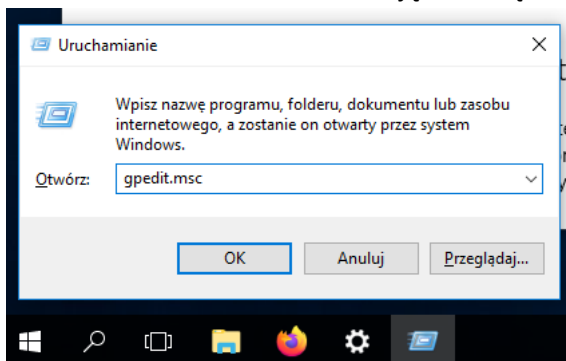 Uruchamianie
Wpisz nazwę programu, folderu, dokumentu lub zasobu
internetowego, a zostanie on otwarty przez system
Windows.
Otwórz: gpedit.msc
OK Anuluj Przeglądaj...